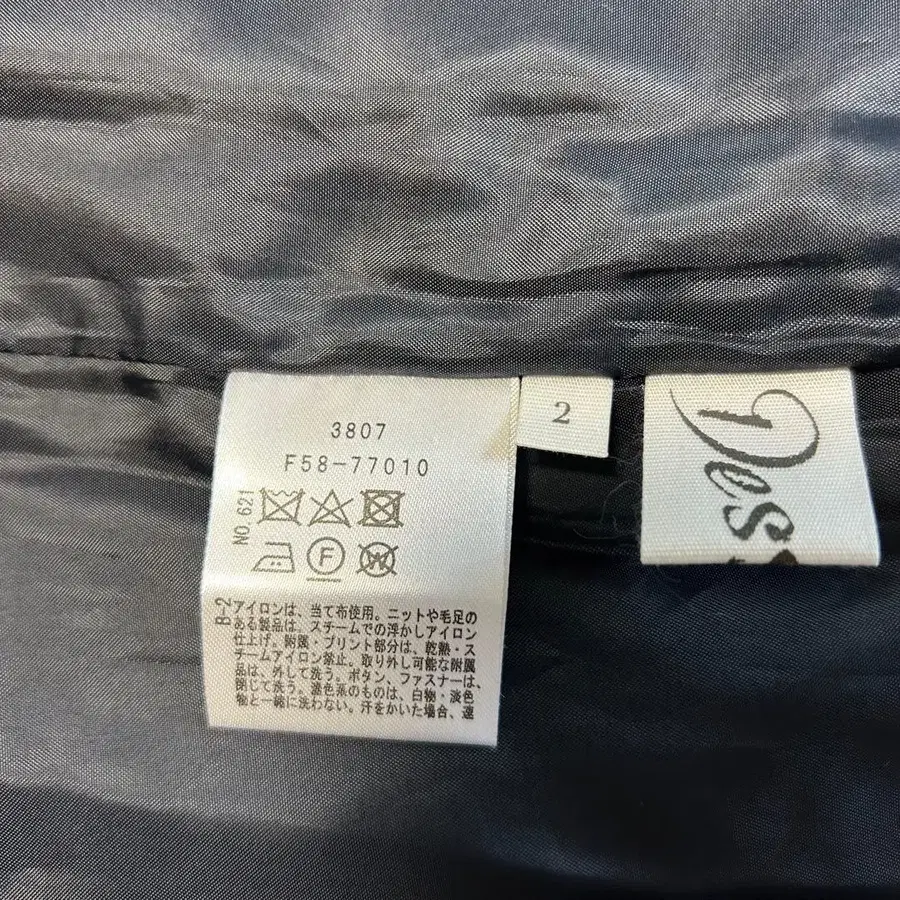 3807
F58-77010
NO. 621
F
W
B-2
アイロンは、当て布使用。ニットや毛足の
ある製品は、スチームでの浮かしアイロン
仕上げ。附属・プリント部分は、乾熱・ス
チームアイロン禁止。取り外し可能な附属
品は、外して洗う。ボタン、ファスナーは、
閉じて洗う。濃色系のものは、白物・淡色
物と一緒に洗わない。汗をかいた場合、速
2
Des